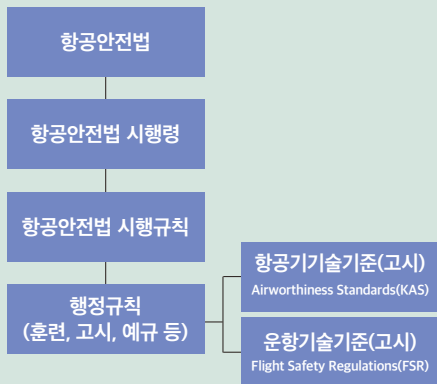 항공안전법
항공안전법 시행령
항공안전법 시행규칙
행정규칙
(훈련, 고시, 예규 등)
항공기기술기준(고시)
Airworthiness Standards(KAS)
운항기술기준(고시)
Flight Safety Regulations(FSR)